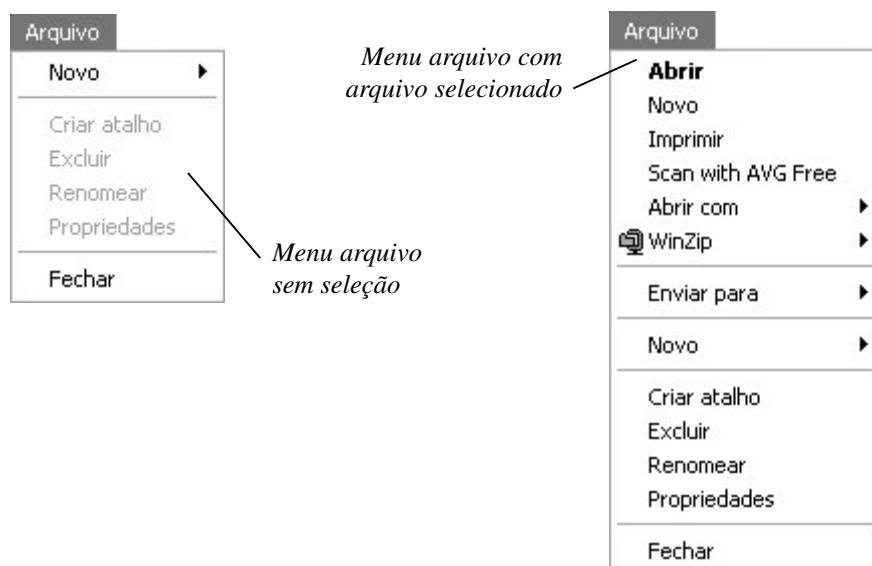 Arquivo
Novo
Criar atalho
Excluir
Renomear
Propriedades
Fechar
Menu arquivo
sem seleção
Menu arquivo com
arquivo selecionado
Arquivo
Abrir
Novo
Imprimir
Scan with AVG Free
Abrir com
WinZip
Enviar para
Novo
Criar atalho
Excluir
Renomear
Propriedades
Fechar